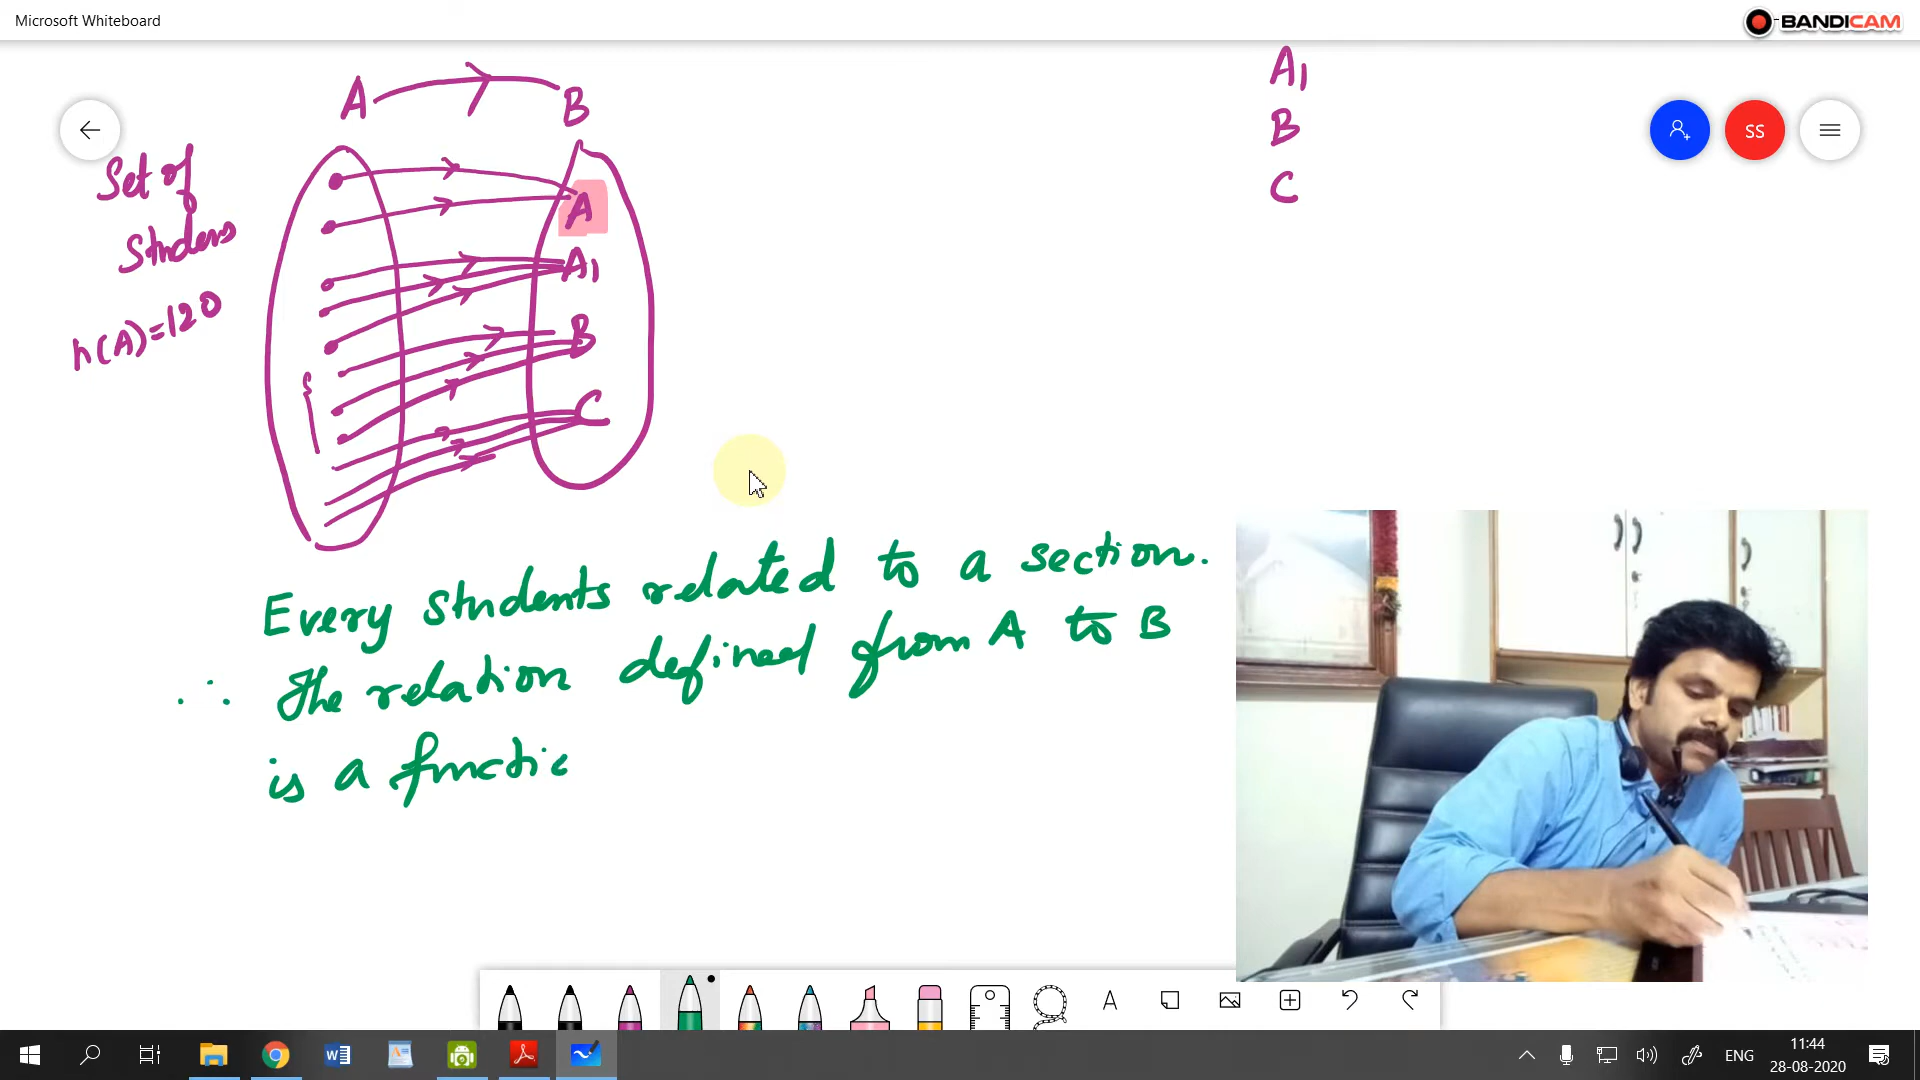 Microsoft Whiteboard
BANDICAM
A B
A1
B
C
SS
Set of
Studens
n(A)=120
A
A1
B
C
Every students related to a section.
∴ The relation defined from A to B
is a functio
A
ENG
11:44
28-08-2020